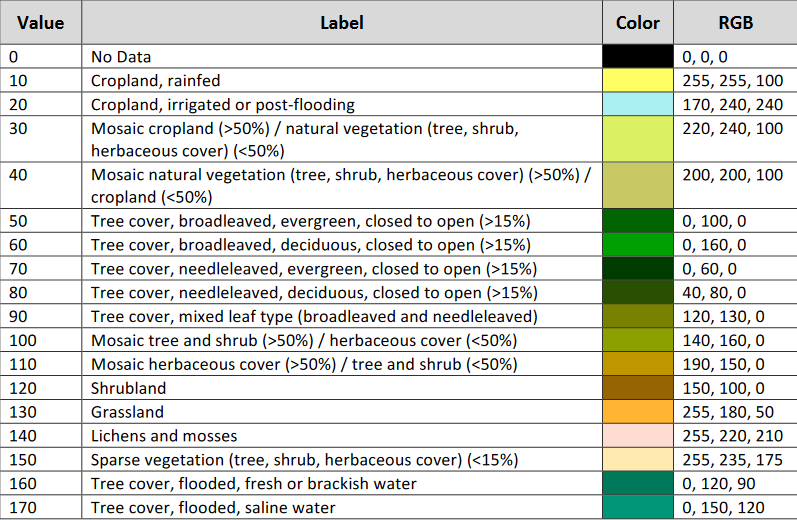 Value Label Color RGB
0 No Data 0, 0, 0
10 Cropland, rainfed 255, 255, 100
20 Cropland, irrigated or post-flooding 170, 240, 240
30 Mosaic cropland (>50%) / natural vegetation (tree, shrub, 220, 240, 100
herbaceous cover) (<50%)
40 Mosaic natural vegetation (tree, shrub, herbaceous cover) (>50%) / 200, 200, 100
cropland (<50%)
50 Tree cover, broadleaved, evergreen, closed to open (>15%) 0, 100, 0
60 Tree cover, broadleaved, deciduous, closed to open (>15%) 0, 160, 0
70 Tree cover, needleleaved, evergreen, closed to open (>15%) 0, 60, 0
80 Tree cover, needleleaved, deciduous, closed to open (>15%) 40, 80, 0
90 Tree cover, mixed leaf type (broadleaved and needleleaved) 120, 130, 0
100 Mosaic tree and shrub (>50%) / herbaceous cover (<50%) 140, 160, 0
110 Mosaic herbaceous cover (>50%) / tree and shrub (<50%) 190, 150, 0
120 Shrubland 150, 100, 0
130 Grassland 255, 180, 50
140 Lichens and mosses 255, 220, 210
150 Sparse vegetation (tree, shrub, herbaceous cover) (<15%) 255, 235, 175
160 Tree cover, flooded, fresh or brackish water 0, 120, 90
170 Tree cover, flooded, saline water 0, 150, 120